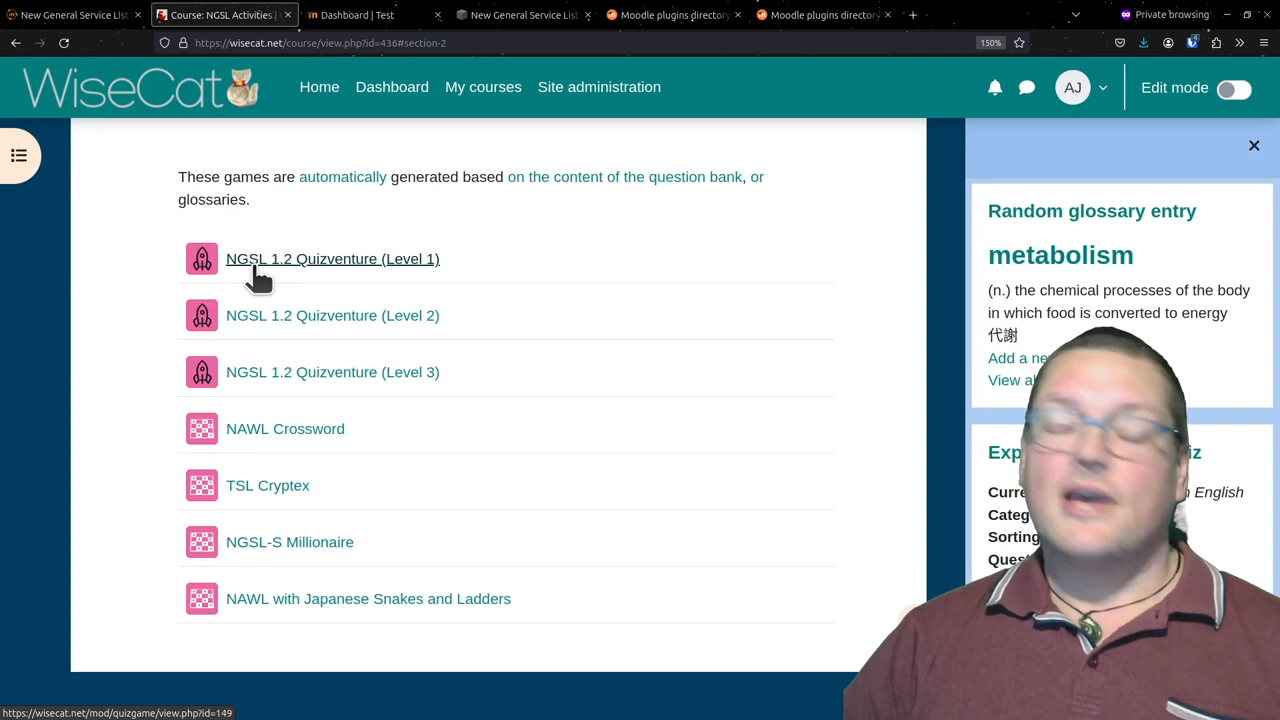 New General Service List
Course: NGSL Activities |
Dashboard | Test
New General Service List
Moodle plugins directory
Moodle plugins directory
Private browsing
https://wisecat.net/course/view.php?id=436#section-2
150%
WiseCat
Home
Dashboard
My courses
Site administration
AJ
Edit mode
These games are automatically generated based on the content of the question bank, or
glossaries.
NGSL 1.2 Quizventure (Level 1)
NGSL 1.2 Quizventure (Level 2)
NGSL 1.2 Quizventure (Level 3)
NAWL Crossword
TSL Cryptex
NGSL-S Millionaire
NAWL with Japanese Snakes and Ladders
Random glossary entry
metabolism
(n.) the chemical processes of the body
in which food is converted to energy
代謝
Add a ne
View al
Exp
iz
Curre
n English
Categ
Sorting
Ques
https://wisecat.net/mod/quizgame/view.php?id=149